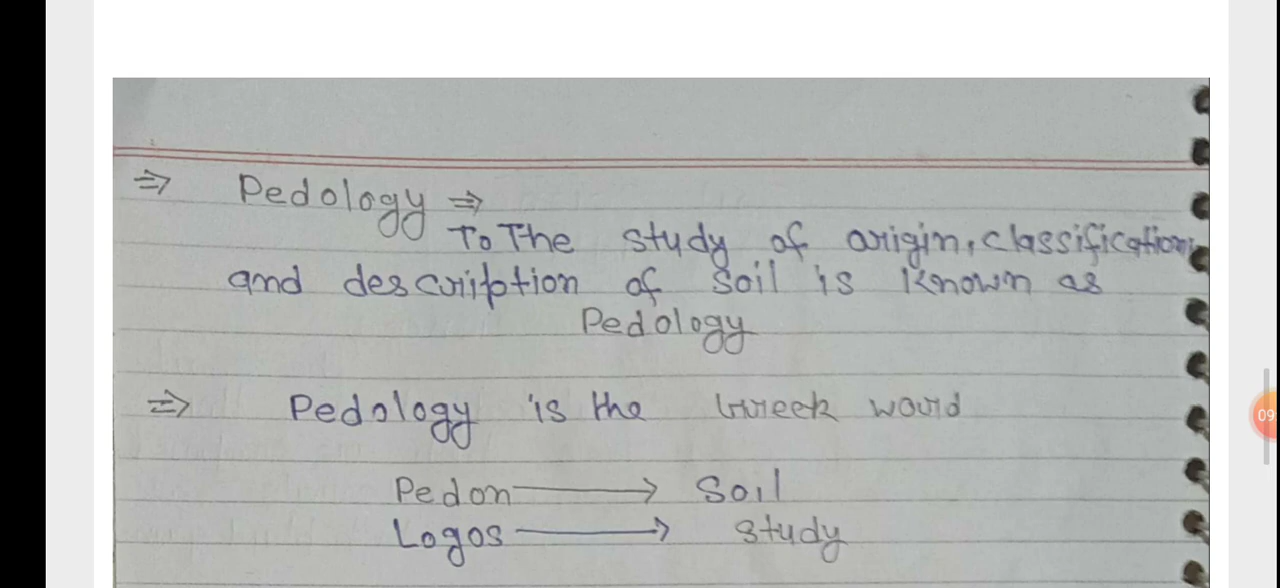 ⇒ Pedology ⇒
To The study of origin, classification,
and description of soil is known as
Pedology
⇒ Pedology is the Greek word
Pedon → Soil
Logos → study
09